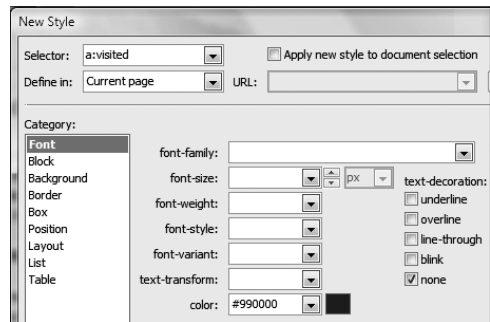 New Style
Selector: a:visited Apply new style to document selection
Define in: Current page URL:
Category:
Font
Block
Background
Border
Box
Position
Layout
List
Table
font-family:
font-size: px text-decoration:
font-weight: underline
overline
font-style: line-through
font-variant: blink
text-transform: none
color: #990000